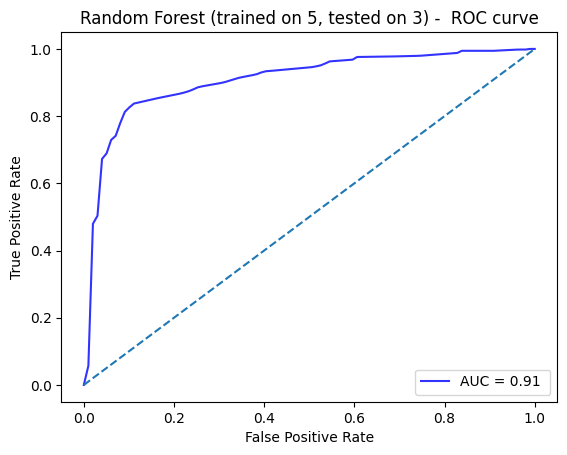 Random Forest (trained on 5, tested on 3) -  ROC curve
True Positive Rate
1.0
0.8
0.6
0.4
0.2
0.0
AUC = 0.91
0.0 0.2 0.4 0.6 0.8 1.0
False Positive Rate